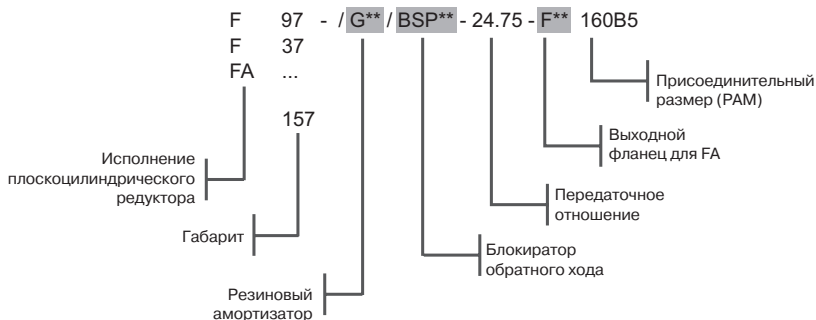 F 97 - / G** / BSP** - 24.75 - F** 160B5
F 37
FA ...
157
Присоединительный
размер (PAM)
Выходной
фланец для FA
Исполнение
плоскоцилиндрического
редуктора
Передаточное
отношение
Габарит
Блокиратор
обратного хода
Резиновый
амортизатор